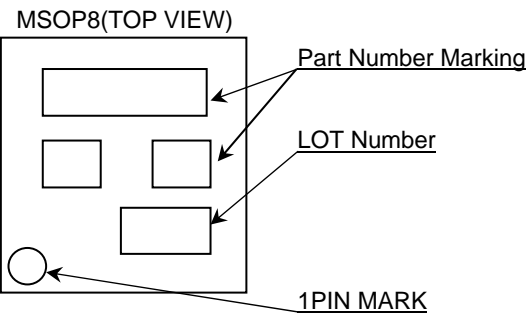 MSOP8(TOP VIEW)
Part Number Marking
LOT Number
1PIN MARK